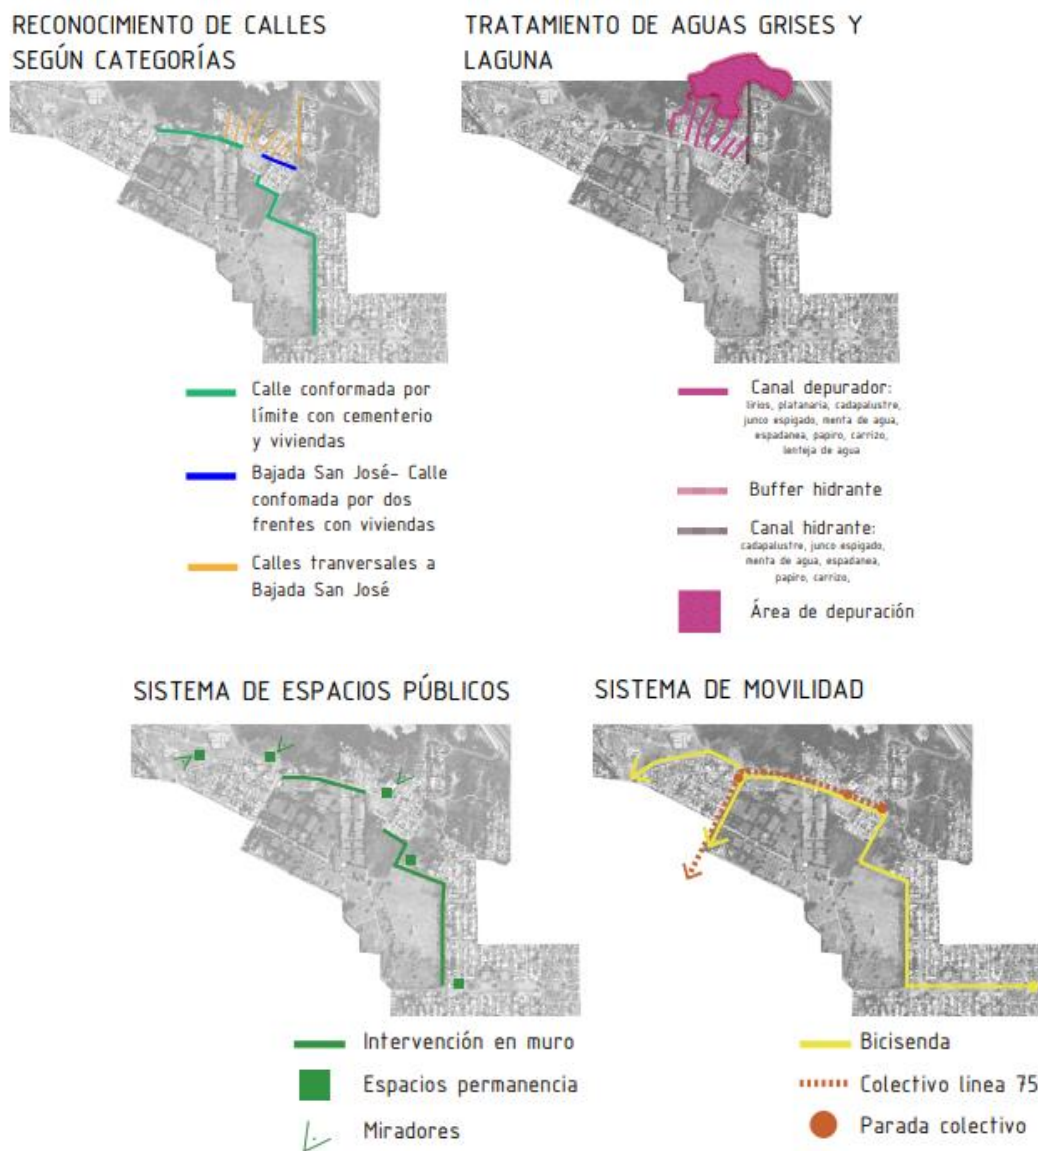 RECONOCIMIENTO DE CALLES
SEGÚN CATEGORÍAS
Calle conformada por
límite con cementerio
y viviendas
Bajada San José- Calle
confomada por dos
frentes con viviendas
Calles tranversales a
Bajada San José
TRATAMIENTO DE AGUAS GRISES Y
LAGUNA
Canal depurador:
lirios, platanaria, cadapalustre,
junco espigado, menta de agua,
espadanea, papiro, carrizo,
lenteja de agua
Buffer hidrante
Canal hidrante:
cadapalustre, junco espigado,
menta de agua, espadanea,
papiro, carrizo,
Área de depuración
SISTEMA DE ESPACIOS PÚBLICOS
Intervención en muro
Espacios permanencia
Miradores
SISTEMA DE MOVILIDAD
Bicisenda
Colectivo linea 75
Parada colectivo